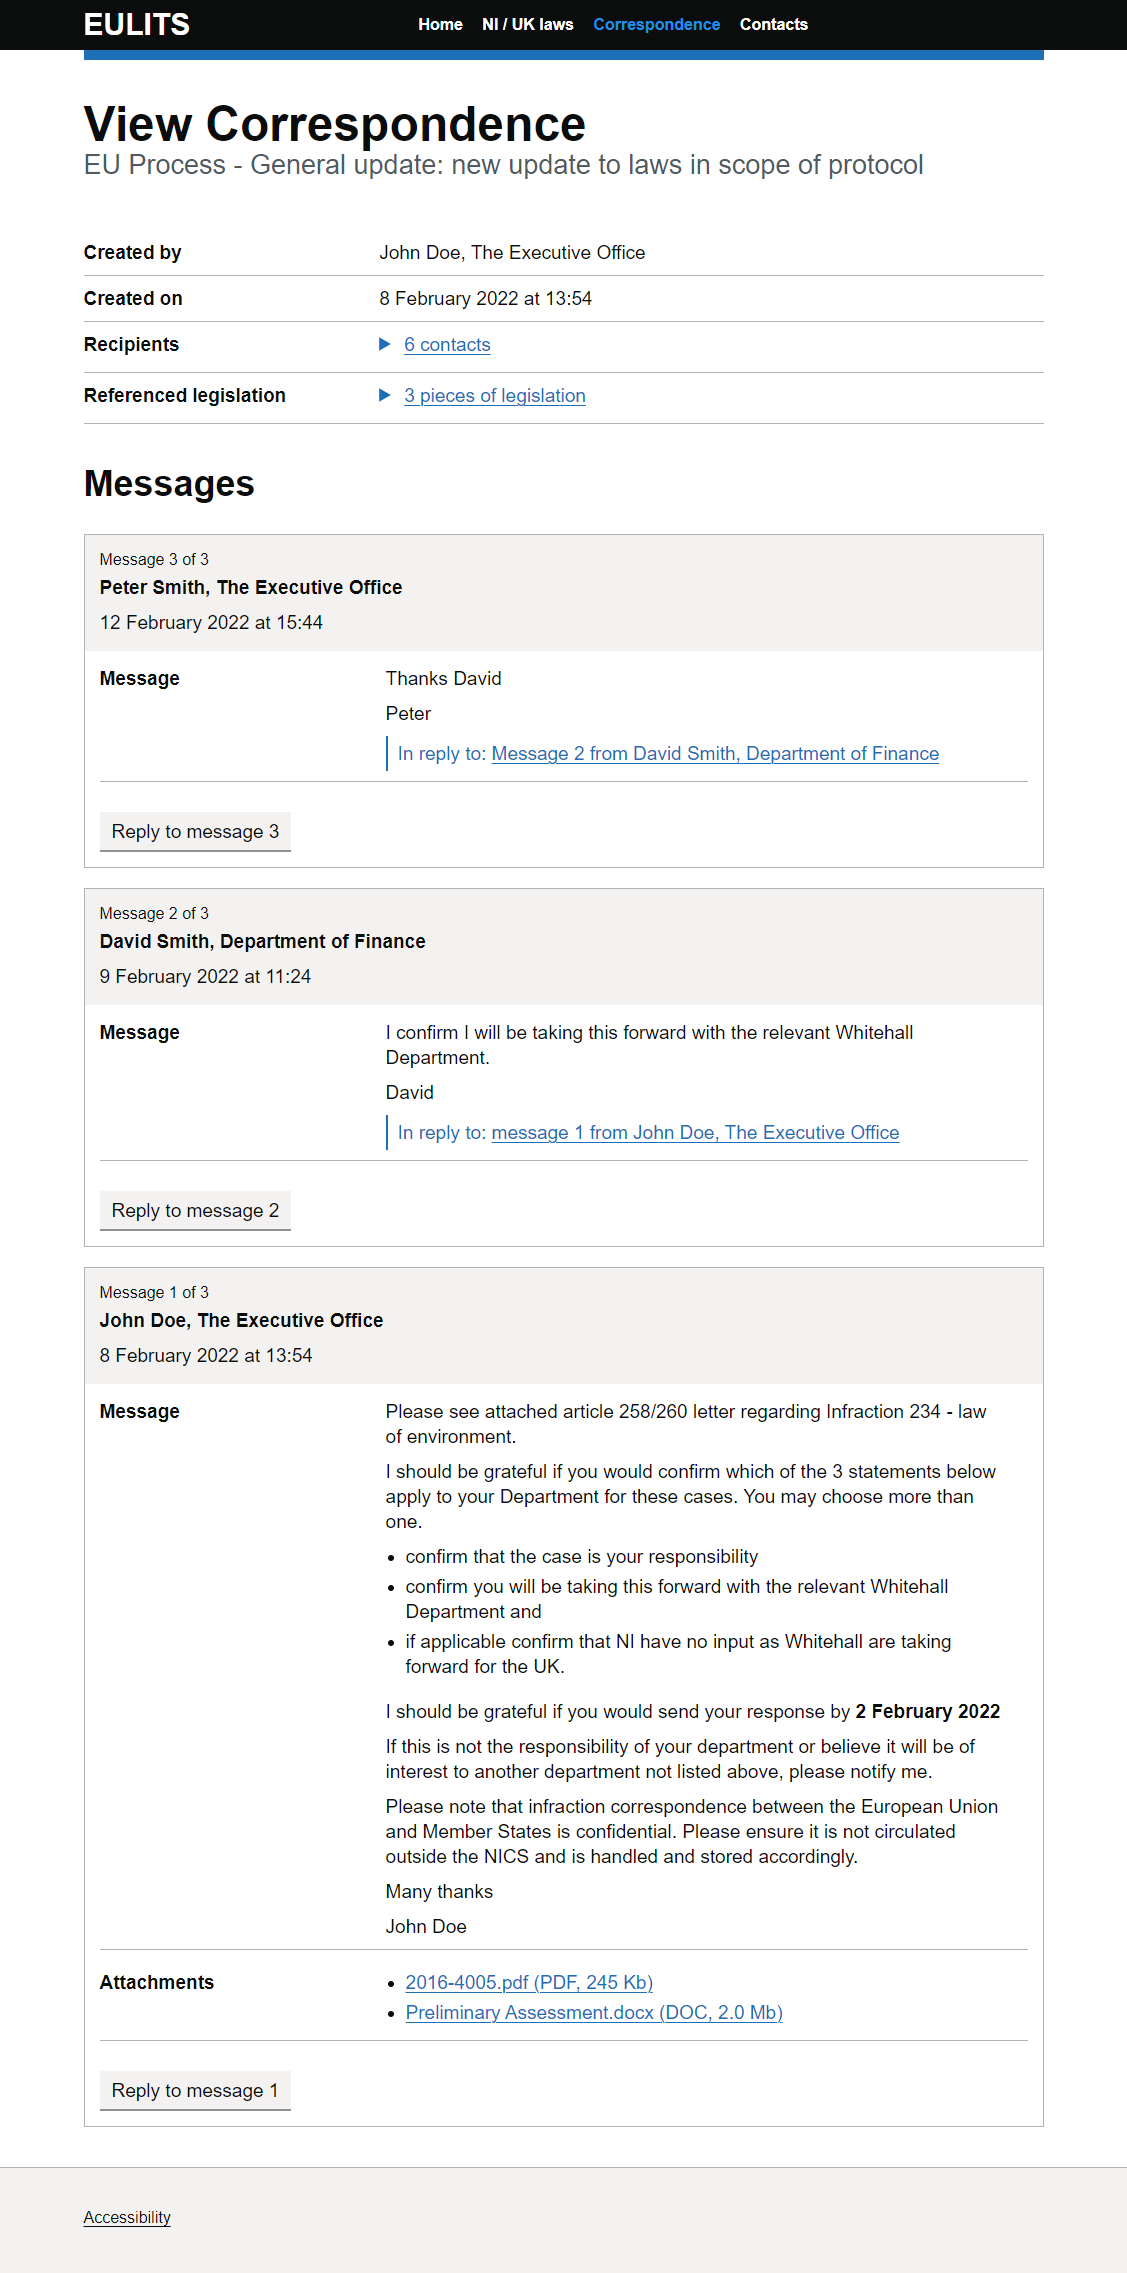 EULITS
Home NI / UK laws Correspondence Contacts
View Correspondence
EU Process - General update: new update to laws in scope of protocol
Created by John Doe, The Executive Office
Created on 8 February 2022 at 13:54
Recipients 6 contacts
Referenced legislation 3 pieces of legislation
Messages
Message 3 of 3
Peter Smith, The Executive Office
12 February 2022 at 15:44
Message Thanks David
Peter
In reply to: Message 2 from David Smith, Department of Finance
Reply to message 3
Message 2 of 3
David Smith, Department of Finance
9 February 2022 at 11:24
Message I confirm I will be taking this forward with the relevant Whitehall
Department.
David
In reply to: message 1 from John Doe, The Executive Office
Reply to message 2
Message 1 of 3
John Doe, The Executive Office
8 February 2022 at 13:54
Message Please see attached article 258/260 letter regarding Infraction 234 - law
of environment.
I should be grateful if you would confirm which of the 3 statements below
apply to your Department for these cases. You may choose more than
one.
• confirm that the case is your responsibility
• confirm you will be taking this forward with the relevant Whitehall
Department and
• if applicable confirm that NI have no input as Whitehall are taking
forward for the UK.
I should be grateful if you would send your response by 2 February 2022
If this is not the responsibility of your department or believe it will be of
interest to another department not listed above, please notify me.
Please note that infraction correspondence between the European Union
and Member States is confidential. Please ensure it is not circulated
outside the NICS and is handled and stored accordingly.
Many thanks
John Doe
Attachments • 2016-4005.pdf (PDF, 245 Kb)
• Preliminary Assessment.docx (DOC, 2.0 Mb)
Reply to message 1
Accessibility